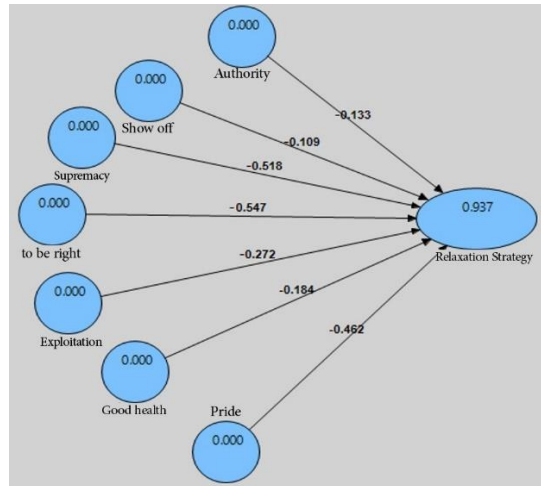 0.000
Authority
0.000
Show off
-0.133
-0.109
0.000
Supremacy
-0.518
0.000
to be right
-0.547
0.937
Relaxation Strategy
-0.272
0.000
Exploitation
-0.184
0.000
Good health
-0.462
Pride
0.000